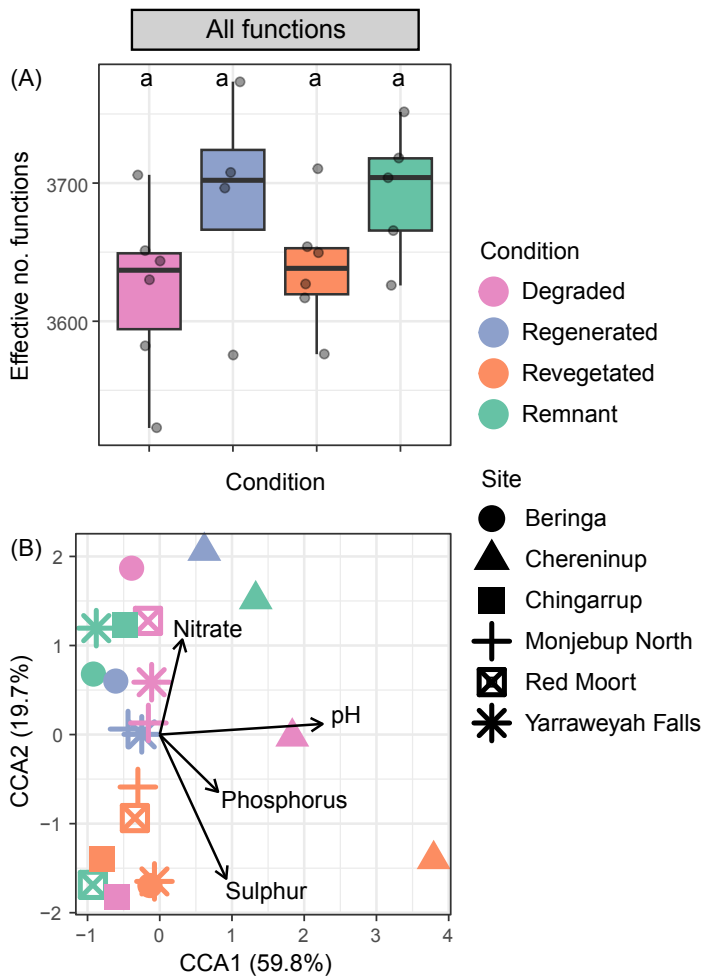 All functions
(A)
a a a a
Effective no. functions
3700
3600
Condition
Condition
Degraded
Regenerated
Revegetated
Remnant
Site
Beringa
Chereninup
Chingarrup
Monjebup North
Red Moort
Yarraweyah Falls
(B)
CCA2 (19.7%)
2
1
0
−1
−2
Nitrate
pH
Phosphorus
Sulphur
−1 0 1 2 3 4
CCA1 (59.8%)